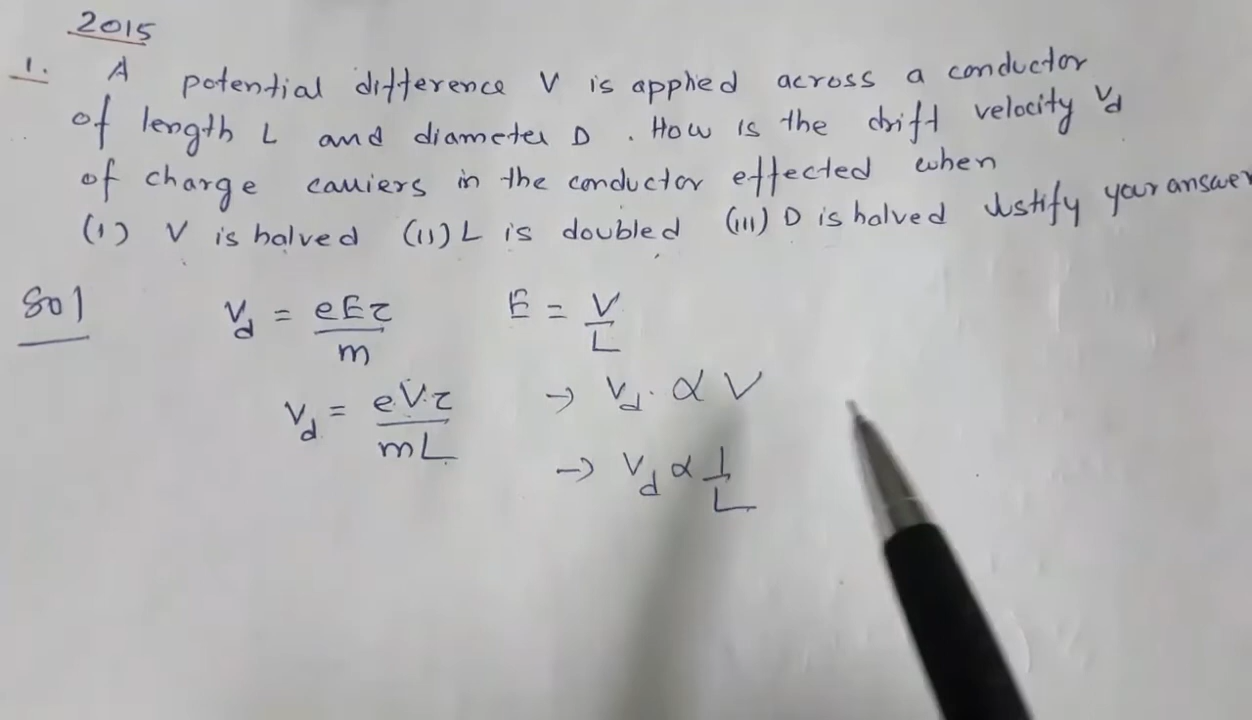 2015
1. A potential difference V is applied across a conductor
of length L and diameter D . How is the drift velocity Vd
of charge carriers in the conductor effected when
(i) V is halved (ii) L is doubled (iii) D is halved Justify your answer
Sol
Vd = eEτ/m E = V/L
Vd = eV.τ/mL → Vd. ∝ V
→ Vd ∝ 1/L